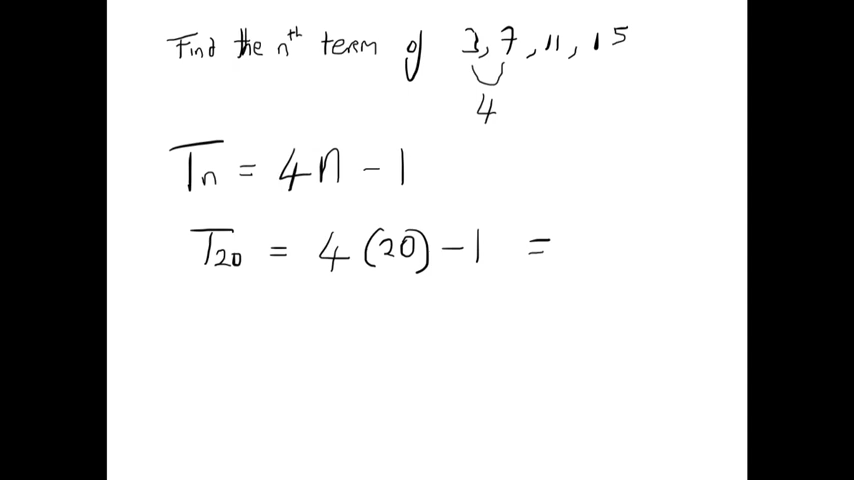 Find the nth term of 3, 7, 11, 15
4
Tn = 4n - 1
T20 = 4(20) - 1 =